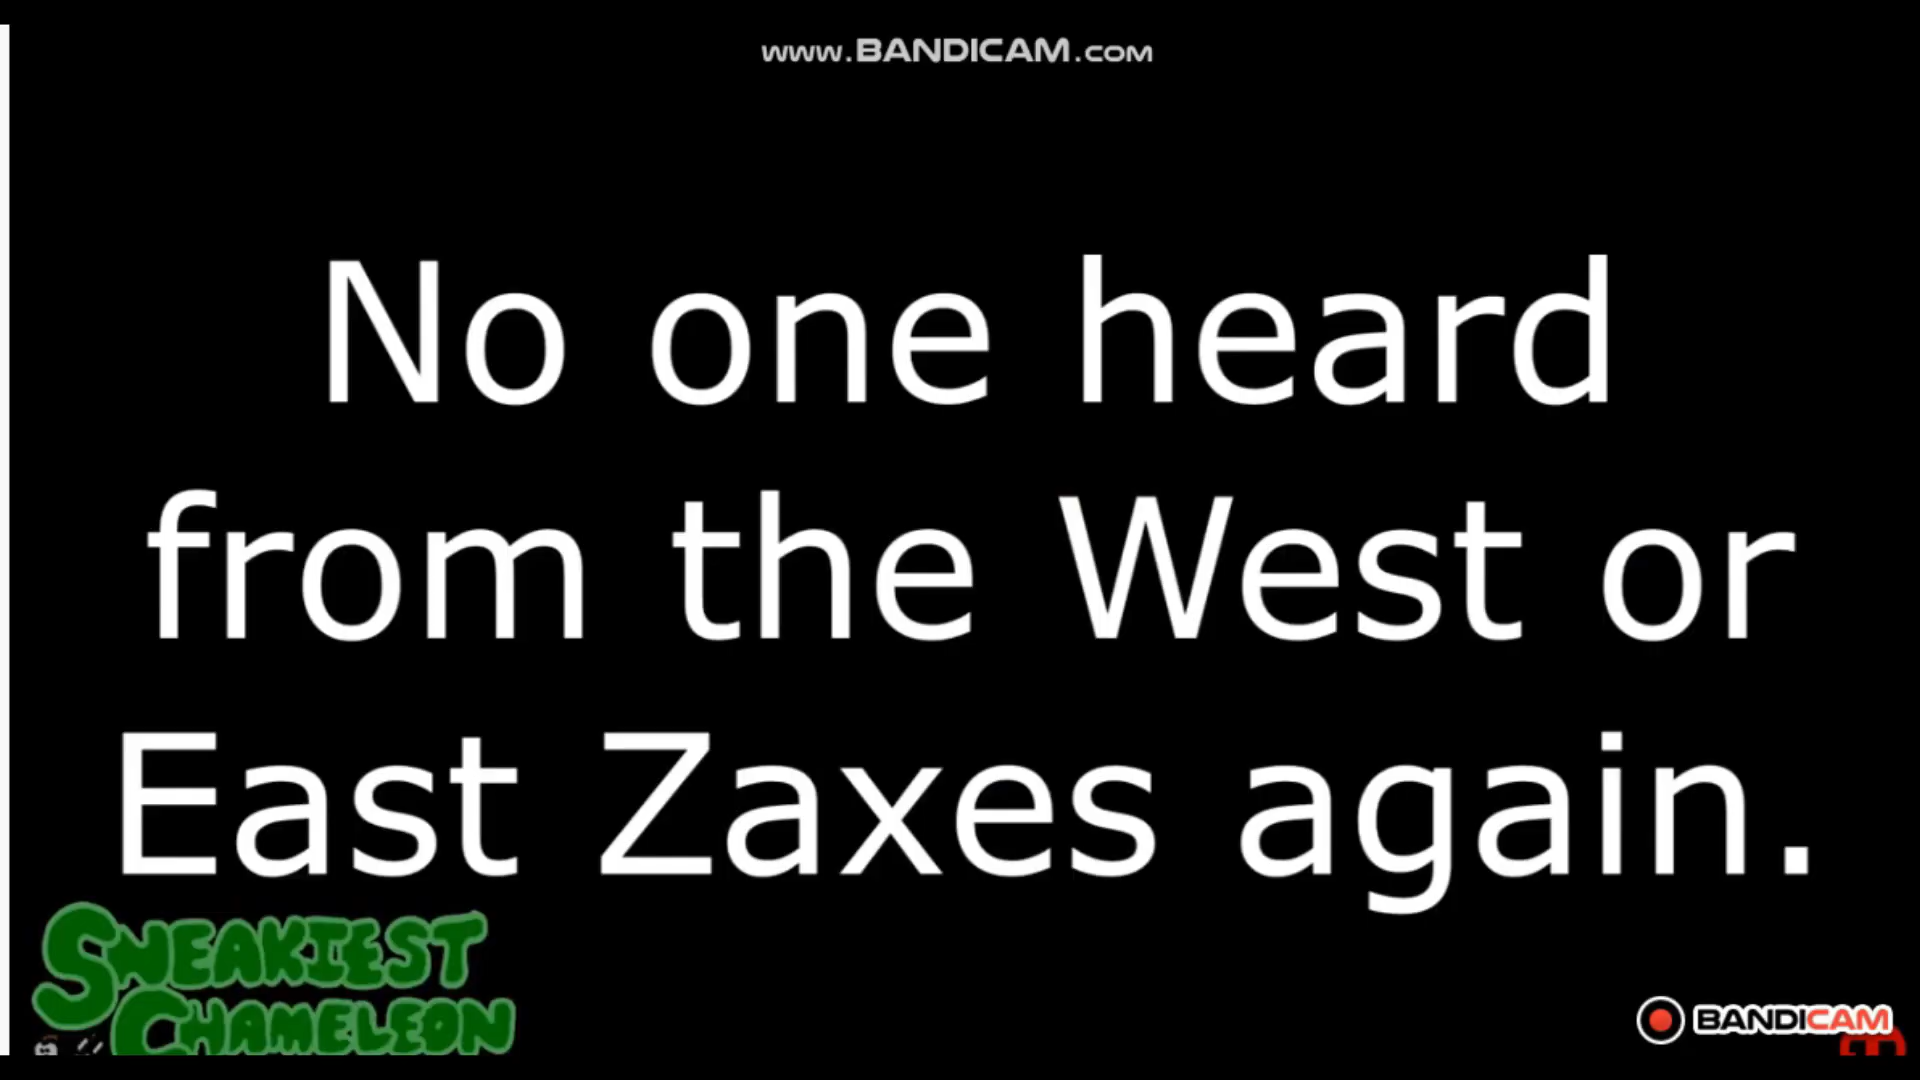 www.BANDICAM.com
No one heard
from the West or
East Zaxes again.
SNEAKIEST
CHAMELEON
BANDICAM